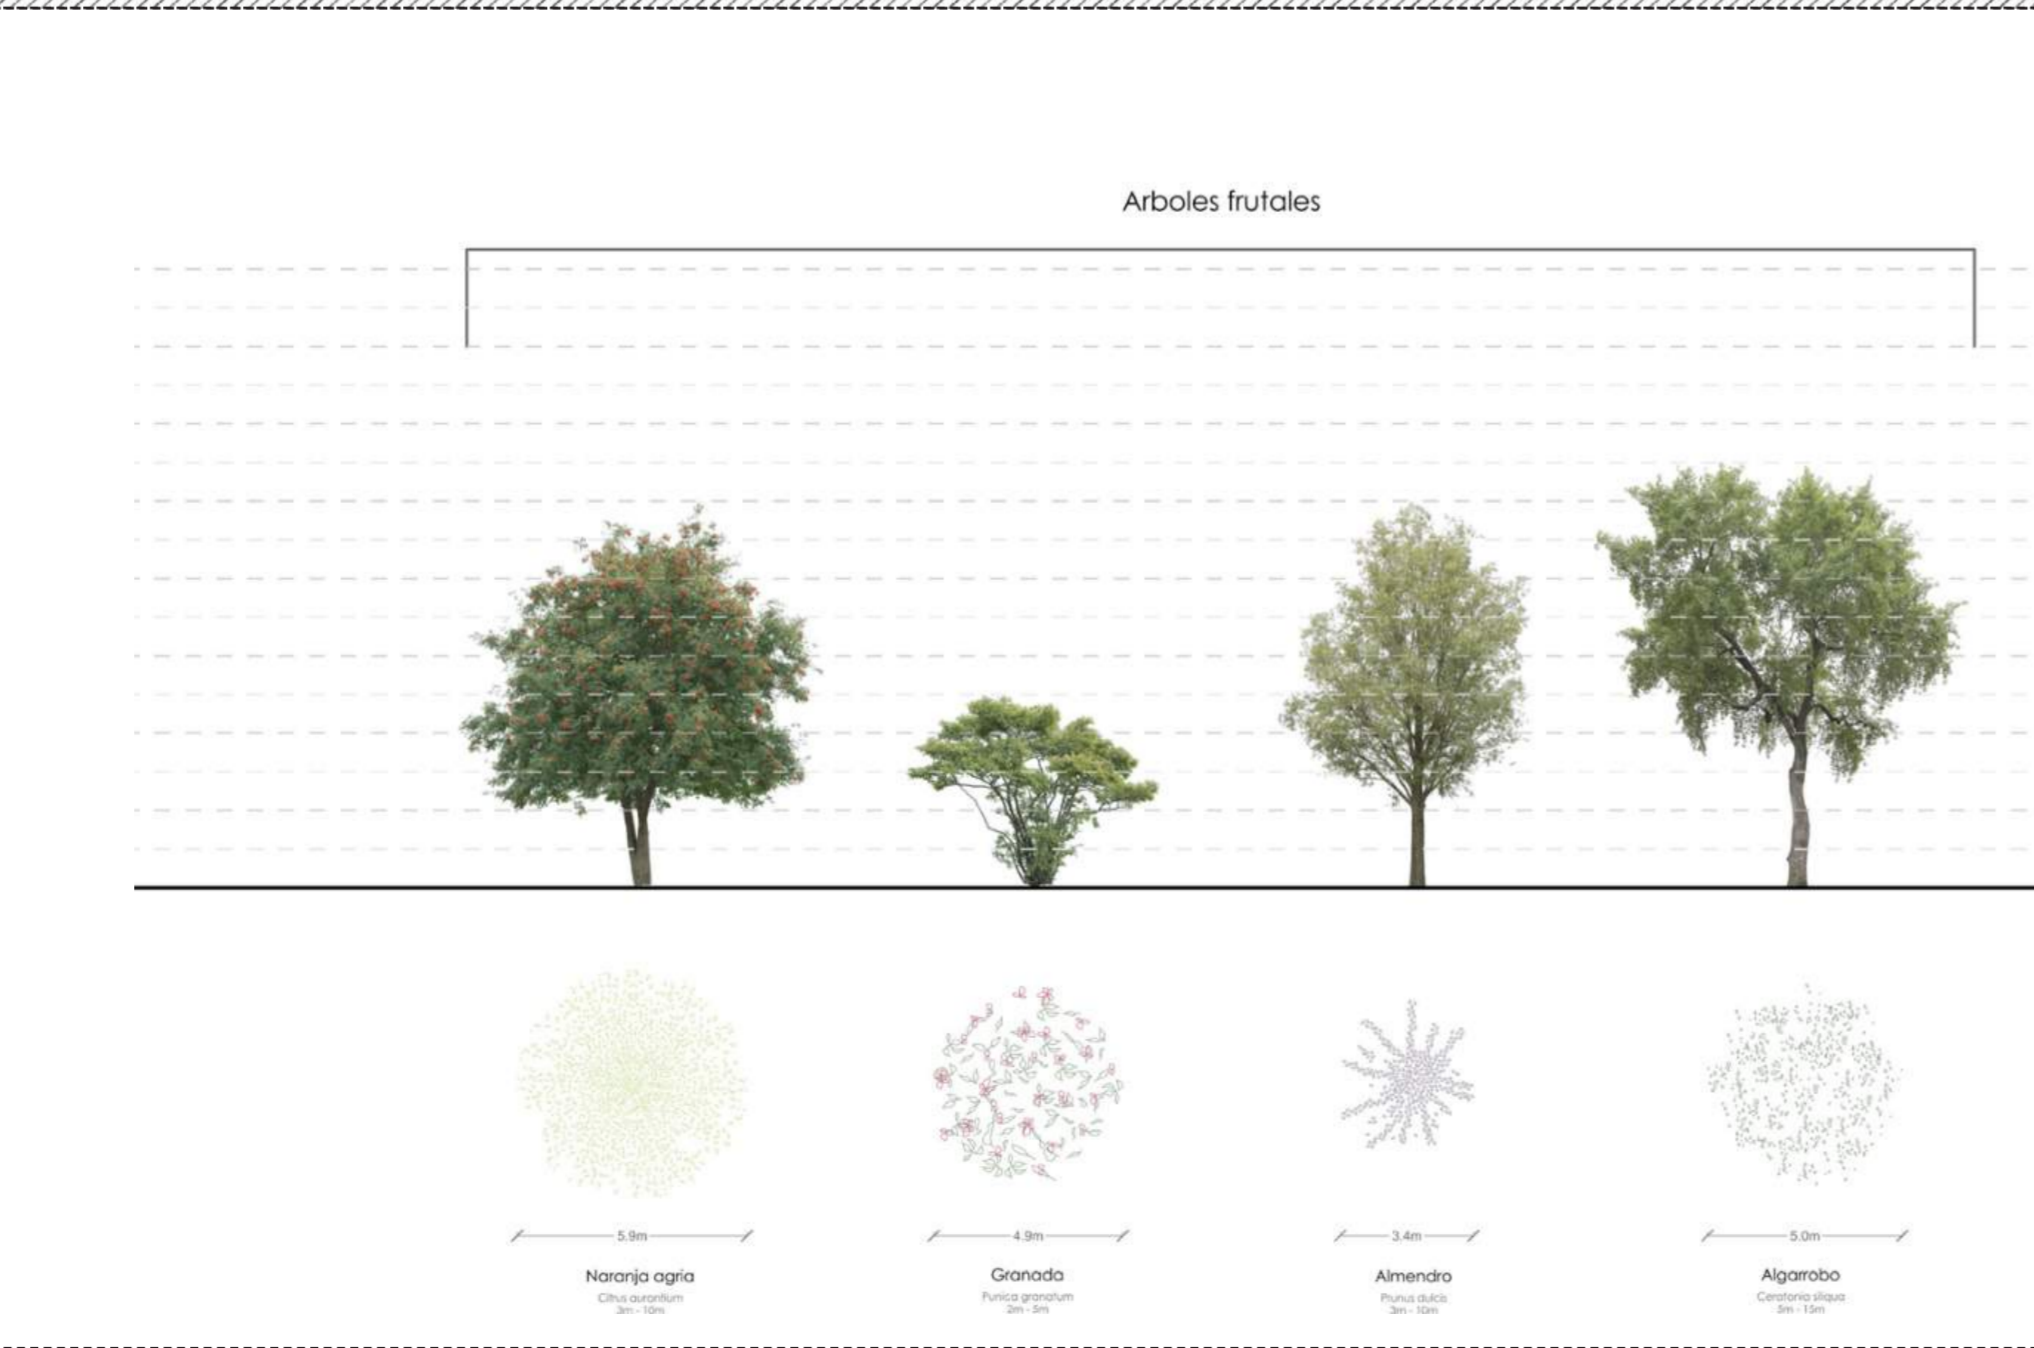 Arboles frutales
5.9m
4.9m
3.4m
5.0m
Naranja agria
Citrus aurantium
3m - 10m
Granada
Punica granatum
2m - 5m
Almendro
Prunus dulcis
3m - 10m
Algarrobo
Ceratonia siliqua
5m - 15m